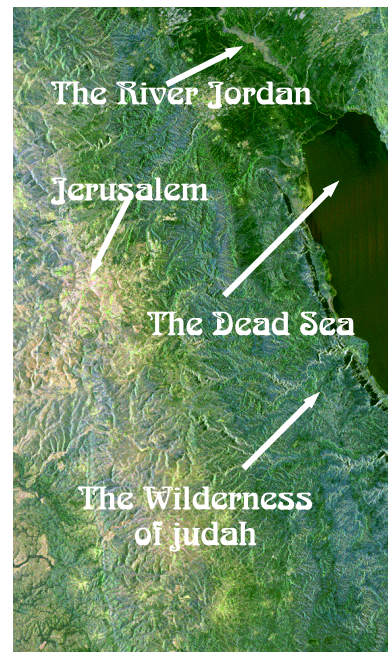 The River Jordan
Jerusalem
The Dead Sea
The Wilderness
of judah